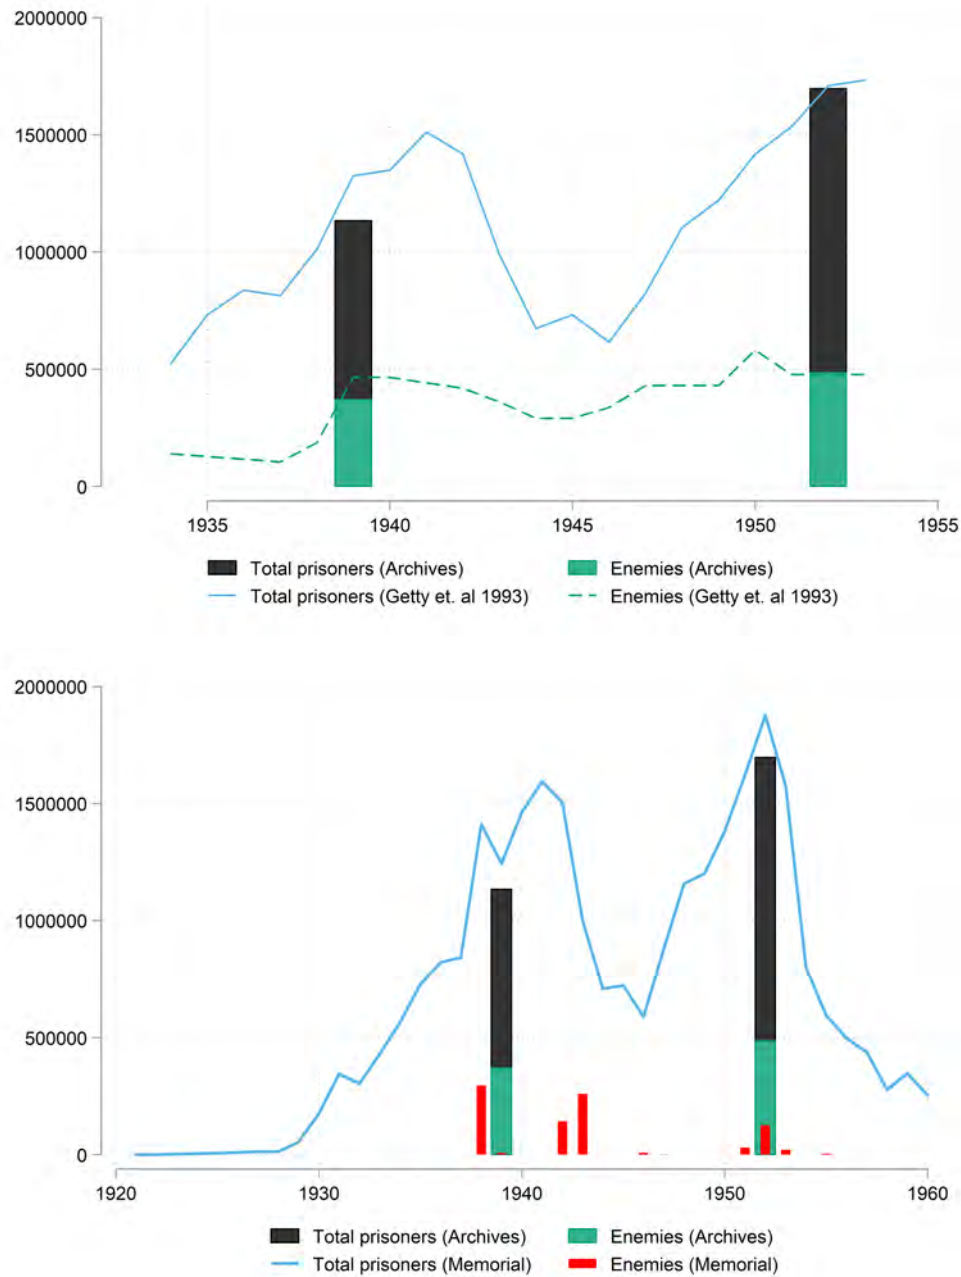 2000000
1500000
1000000
500000
0
1935 1940 1945 1950 1955
Total prisoners (Archives) Enemies (Archives)
Total prisoners (Getty et. al 1993) Enemies (Getty et. al 1993)
2000000
1500000
1000000
500000
0
1920 1930 1940 1950 1960
Total prisoners (Archives) Enemies (Archives)
Total prisoners (Memorial) Enemies (Memorial)